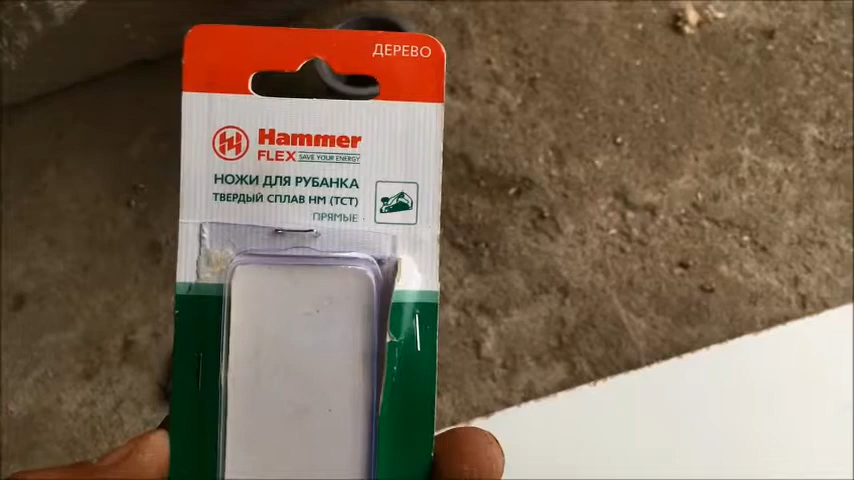 ДЕРЕВО
Hammer
FLEX SAVE YOUR ENERGY
НОЖИ ДЛЯ РУБАНКА
ТВЕРДЫЙ СПЛАВ HM (TCT)
ПРЯМЫЕ